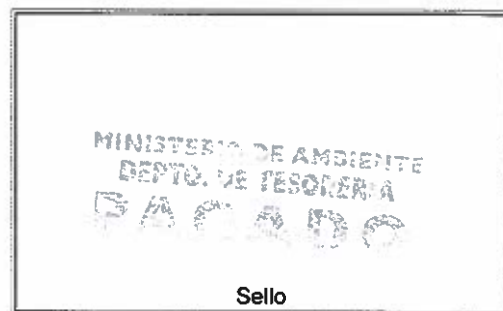 MINISTERIO DE AMBIENTE
DEPTO. DE TESORERIA
PAGADO
Sello